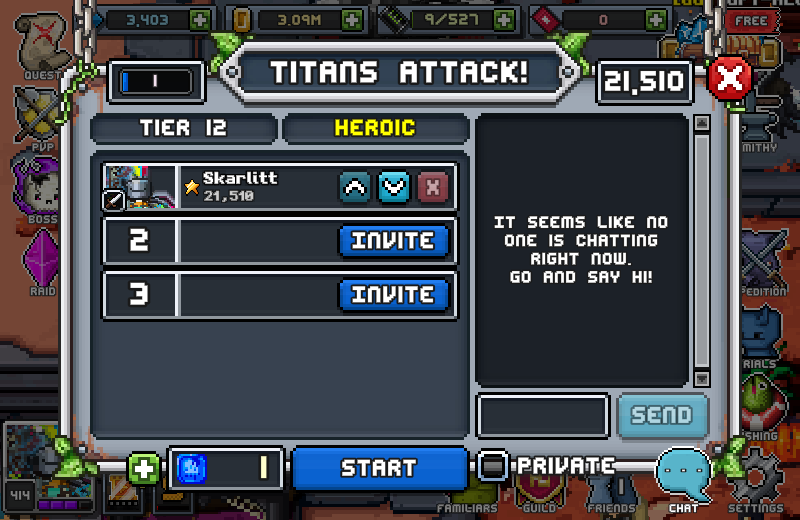 3,403
3.09M
9/527
0
FREE
TITANS ATTACK!
1
21,510
QUEST
PVP
BOSS
RAID
TIER 12
HEROIC
Skarlitt
21,510
X
2
INVITE
3
INVITE
IT SEEMS LIKE NO
ONE IS CHATTING
RIGHT NOW.
GO AND SAY HI!
SEND
1
START
PRIVATE
414
FAMILIARS
GUILD
FRIENDS
CHAT
SETTINGS